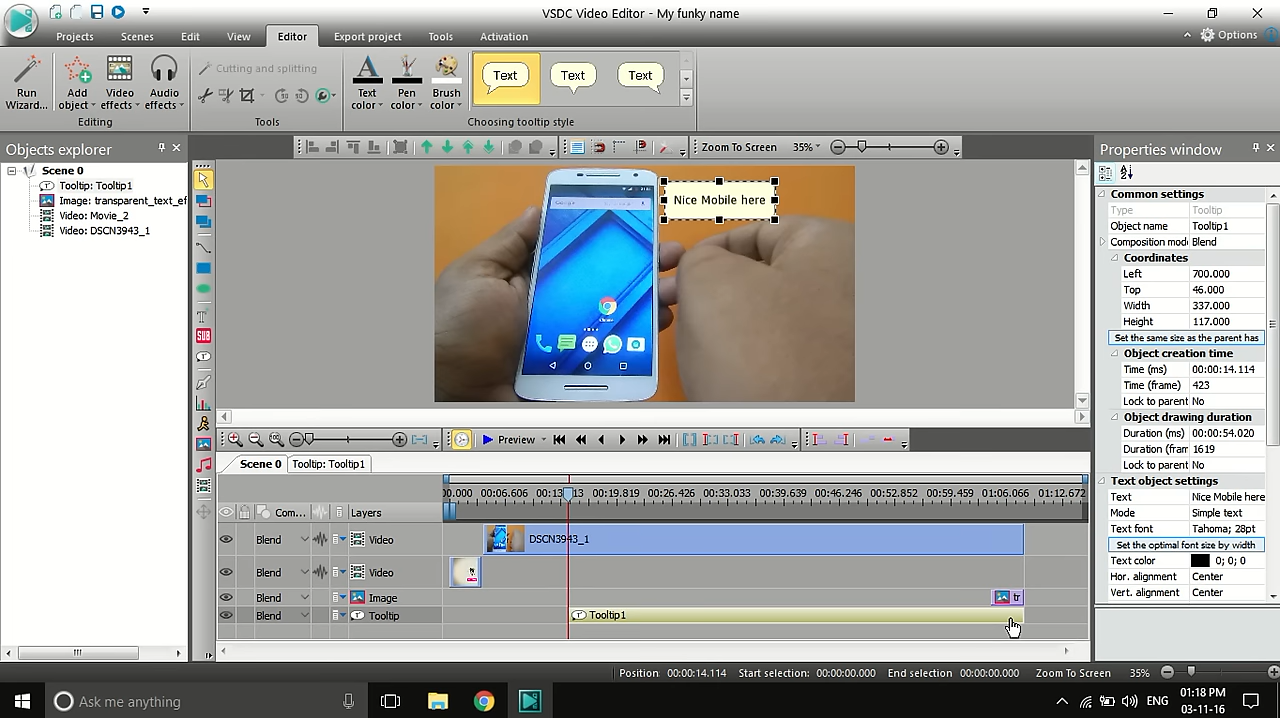 VSDC Video Editor - My funky name
Projects Scenes Edit View Editor Export project Tools Activation Options
Run Wizard...
Add object
Video effects
Audio effects
Cutting and splitting
Text color
Pen color
Brush color
Text Text Text
Editing Tools Choosing tooltip style
Objects explorer
Zoom To Screen 35%
Properties window
Scene 0
Tooltip: Tooltip1
Image: transparent_text_ef
Video: Movie_2
Video: DSCN3943_1
Nice Mobile here
Google
SUB
T
Common settings
Type Tooltip
Object name Tooltip1
Composition mod Blend
Coordinates
Left 700.000
Top 46.000
Width 337.000
Height 117.000
Set the same size as the parent has
Object creation time
Time (ms) 00:00:14.114
Time (frame) 423
Lock to parent No
Object drawing duration
Duration (ms) 00:00:54.020
Duration (fram 1619
Lock to parent No
Text object settings
Text Nice Mobile here
Mode Simple text
Text font Tahoma; 28pt
Set the optimal font size by width
Text color 0; 0; 0
Hor. alignment Center
Vert. alignment Center
Preview
Scene 0 Tooltip: Tooltip1
00:06.606 00:19.819 00:26.426 00:33.033 00:39.639 00:46.246 00:52.852 00:59.459 01:06.066 01:12.672
Com... Layers
Blend Video DSCN3943_1
Blend Video
Blend Image tr
Blend Tooltip Tooltip1
Position: 00:00:14.114 Start selection: 00:00:00.000 End selection 00:00:00.000 Zoom To Screen 35%
Ask me anything
ENG
01:18 PM
03-11-16